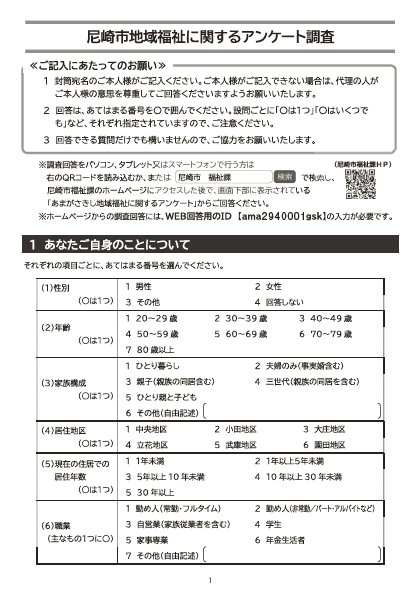 尼崎市地域福祉に関するアンケート調査
≪ご記入にあたってのお願い≫
1 封筒宛名のご本人様がご記入ください。ご本人様がご記入できない場合は、代理の人が
ご本人様の意思を尊重してご回答くださいますようお願いいたします。
2 回答は、あてはまる番号を〇で囲んでください。設問ごとに「〇は1つ」「〇はいくつで
も」など、それぞれ指定されていますので、ご注意ください。
3 回答できる質問だけでも構いませんので、ご協力をお願いいたします。
※調査回答をパソコン、タブレット又はスマートフォンで行う方は
(尼崎市福祉課HP)
右のQRコードを読み込むか、または 尼崎市 福祉課 検索 で検索し、
尼崎市福祉課のホームページにアクセスした後で、画面下部に表示されている
「あまがさきし地域福祉に関するアンケート」からご回答ください。
※ホームページからの調査回答には、WEB回答用のID 【ama2940001gsk】の入力が必要です。
1 あなたご自身のことについて
それぞれの項目ごとに、あてはまる番号を選んでください。
(1)性別
(〇は1つ)
1 男性 2 女性
3 その他 4 回答しない
(2)年齢
(〇は1つ)
1 20~29歳 2 30~39歳 3 40~49歳
4 50~59歳 5 60~69歳 6 70~79歳
7 80歳以上
(3)家族構成
(〇は1つ)
1 ひとり暮らし 2 夫婦のみ(事実婚含む)
3 親子(親族の同居含む) 4 三世代(親族の同居を含む)
5 ひとり親と子ども
6 その他(自由記述)
(4)居住地区
(〇は1つ)
1 中央地区 2 小田地区 3 大庄地区
4 立花地区 5 武庫地区 6 園田地区
(5)現在の住居での
居住年数
(〇は1つ)
1 1年未満 2 1年以上5年未満
3 5年以上10年未満 4 10年以上30年未満
5 30年以上
(6)職業
(主なもの1つに〇)
1 勤め人(常勤・フルタイム) 2 勤め人(非常勤/パート・アルバイトなど)
3 自営業(家族従業者を含む) 4 学生
5 家事専業 6 年金生活者
7 その他(自由記述)
1